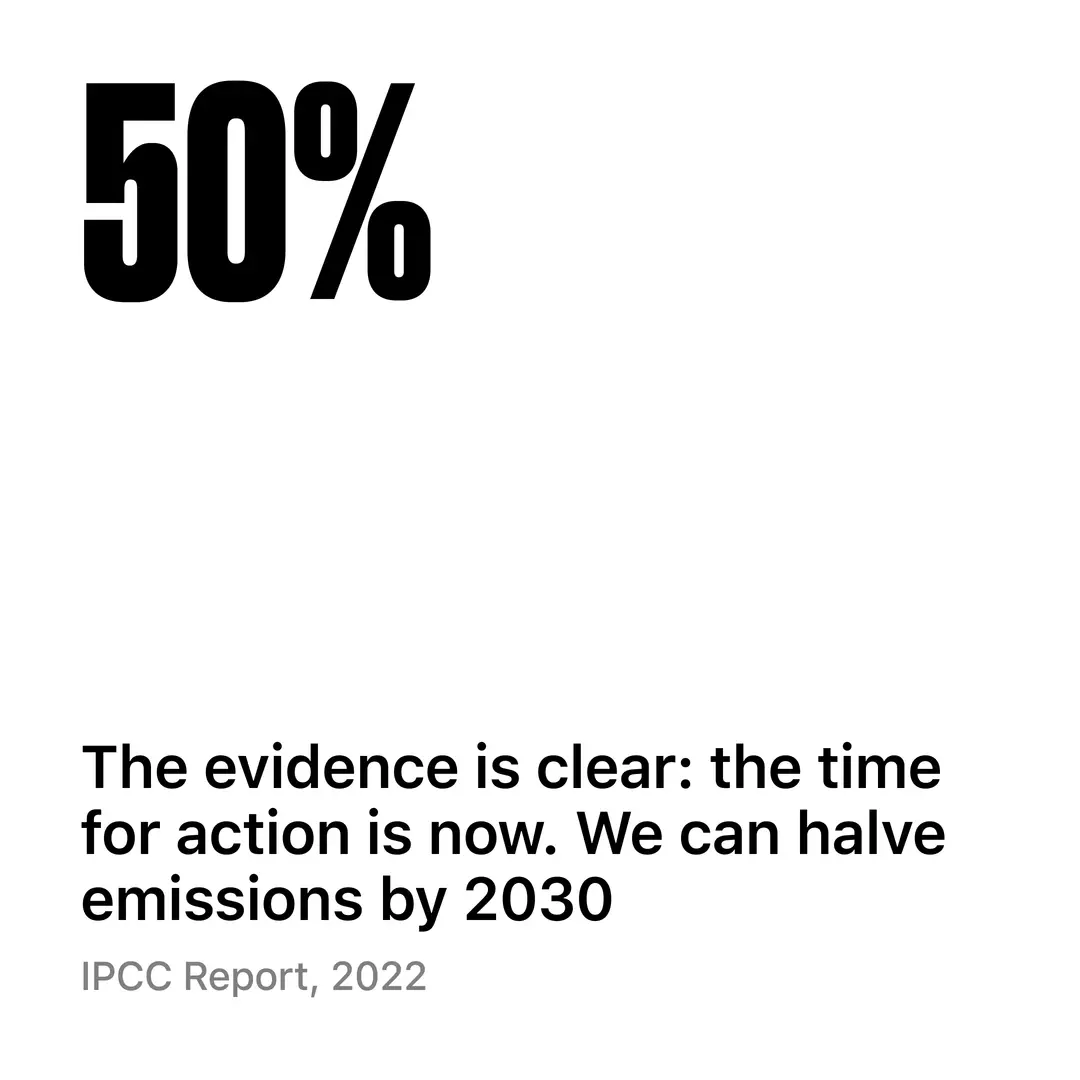 50%
The evidence is clear: the time
for action is now. We can halve
emissions by 2030
IPCC Report, 2022